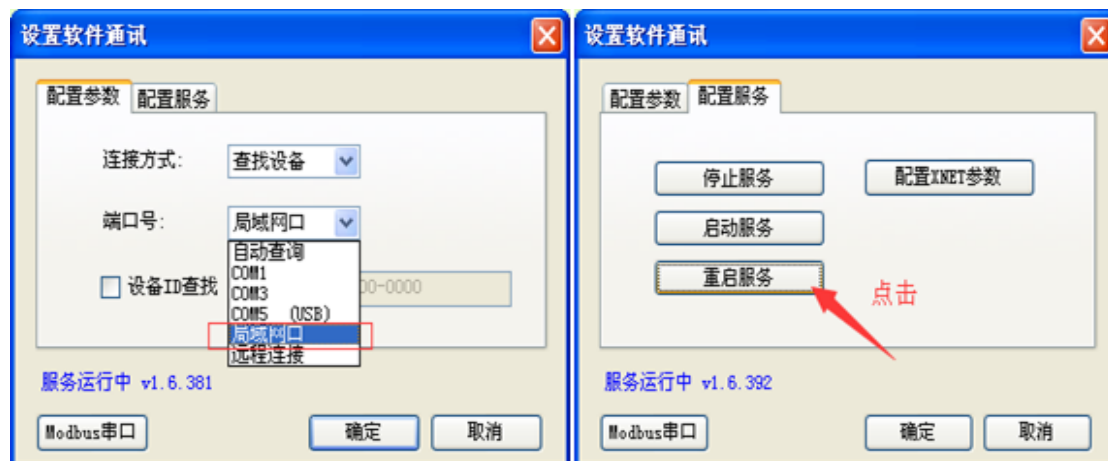 设置软件通讯
配置参数 配置服务
连接方式: 查找设备
端口号: 局域网口
自动查询
COM1
设备ID查找 00-0000
COM3
COM5 (USB)
局域网口
远程连接
服务运行中 v1.6.381
Modbus串口 确定 取消
设置软件通讯
配置参数 配置服务
停止服务 配置XNET参数
启动服务
重启服务
点击
服务运行中 v1.6.392
Modbus串口 确定 取消